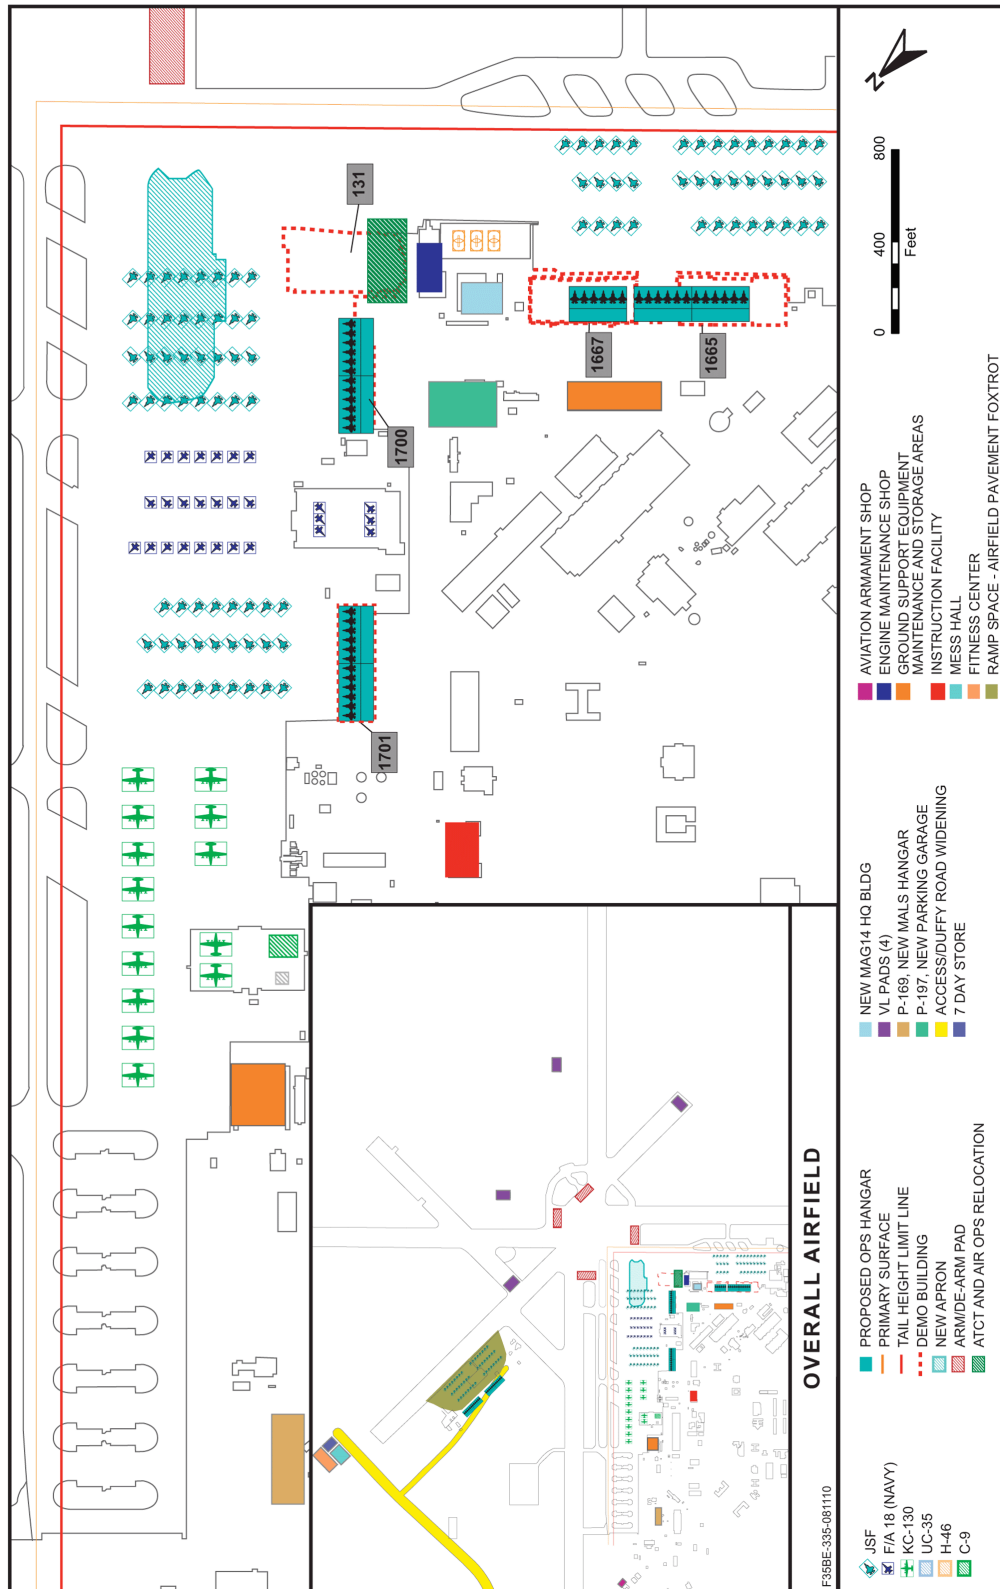 N
0
400
800
Feet
131
1700
1667
1665
1701
OVERALL AIRFIELD
F35BE-335-081110
JSF
F/A 18 (NAVY)
KC-130
UC-35
H-46
C-9
PROPOSED OPS HANGAR
PRIMARY SURFACE
TAIL HEIGHT LIMIT LINE
DEMO BUILDING
NEW APRON
ARM/DE-ARM PAD
ATCT AND AIR OPS RELOCATION
NEW MAG14 HQ BLDG
VL PADS (4)
P-169, NEW MALS HANGAR
P-197, NEW PARKING GARAGE
ACCESS/DUFFY ROAD WIDENING
7 DAY STORE
AVIATION ARMAMENT SHOP
ENGINE MAINTENANCE SHOP
GROUND SUPPORT EQUIPMENT
MAINTENANCE AND STORAGE AREAS
INSTRUCTION FACILITY
MESS HALL
FITNESS CENTER
RAMP SPACE - AIRFIELD PAVEMENT FOXTROT